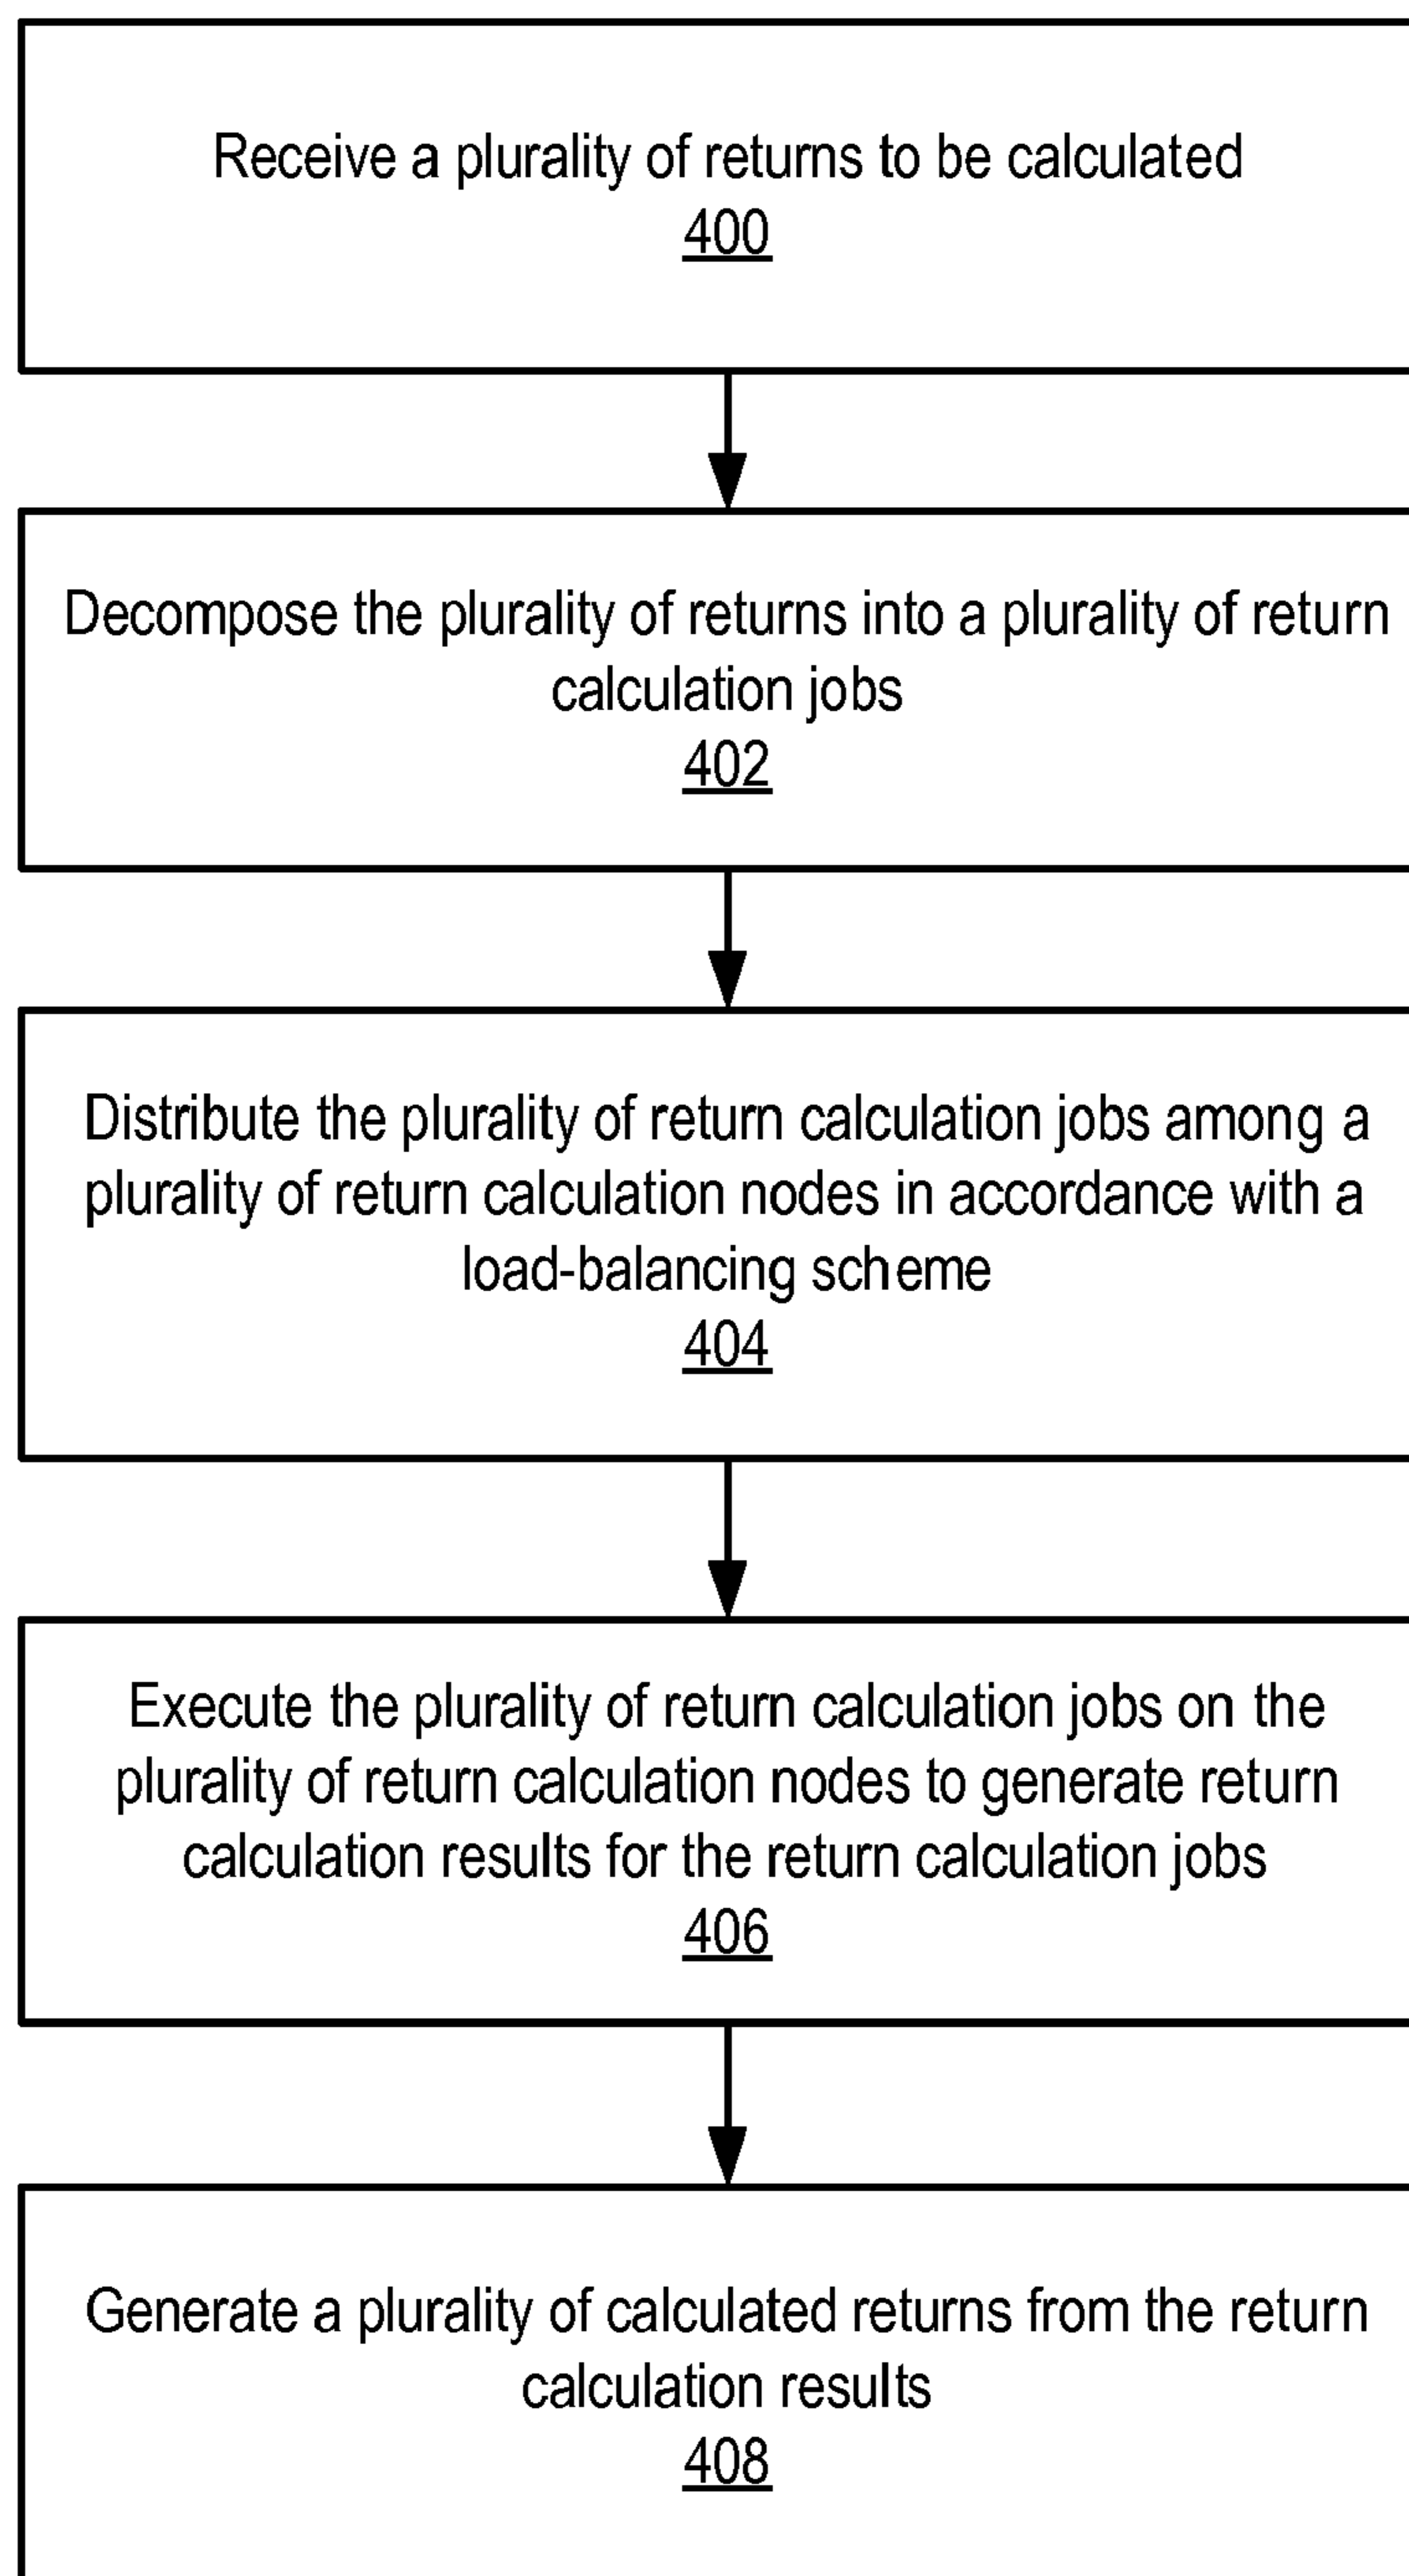 Receive a plurality of returns to be calculated
400
Decompose the plurality of returns into a plurality of return
calculation jobs
402
Distribute the plurality of return calculation jobs among a
plurality of return calculation nodes in accordance with a
load-balancing scheme
404
Execute the plurality of return calculation jobs on the
plurality of return calculation nodes to generate return
calculation results for the return calculation jobs
406
Generate a plurality of calculated returns from the return
calculation results
408